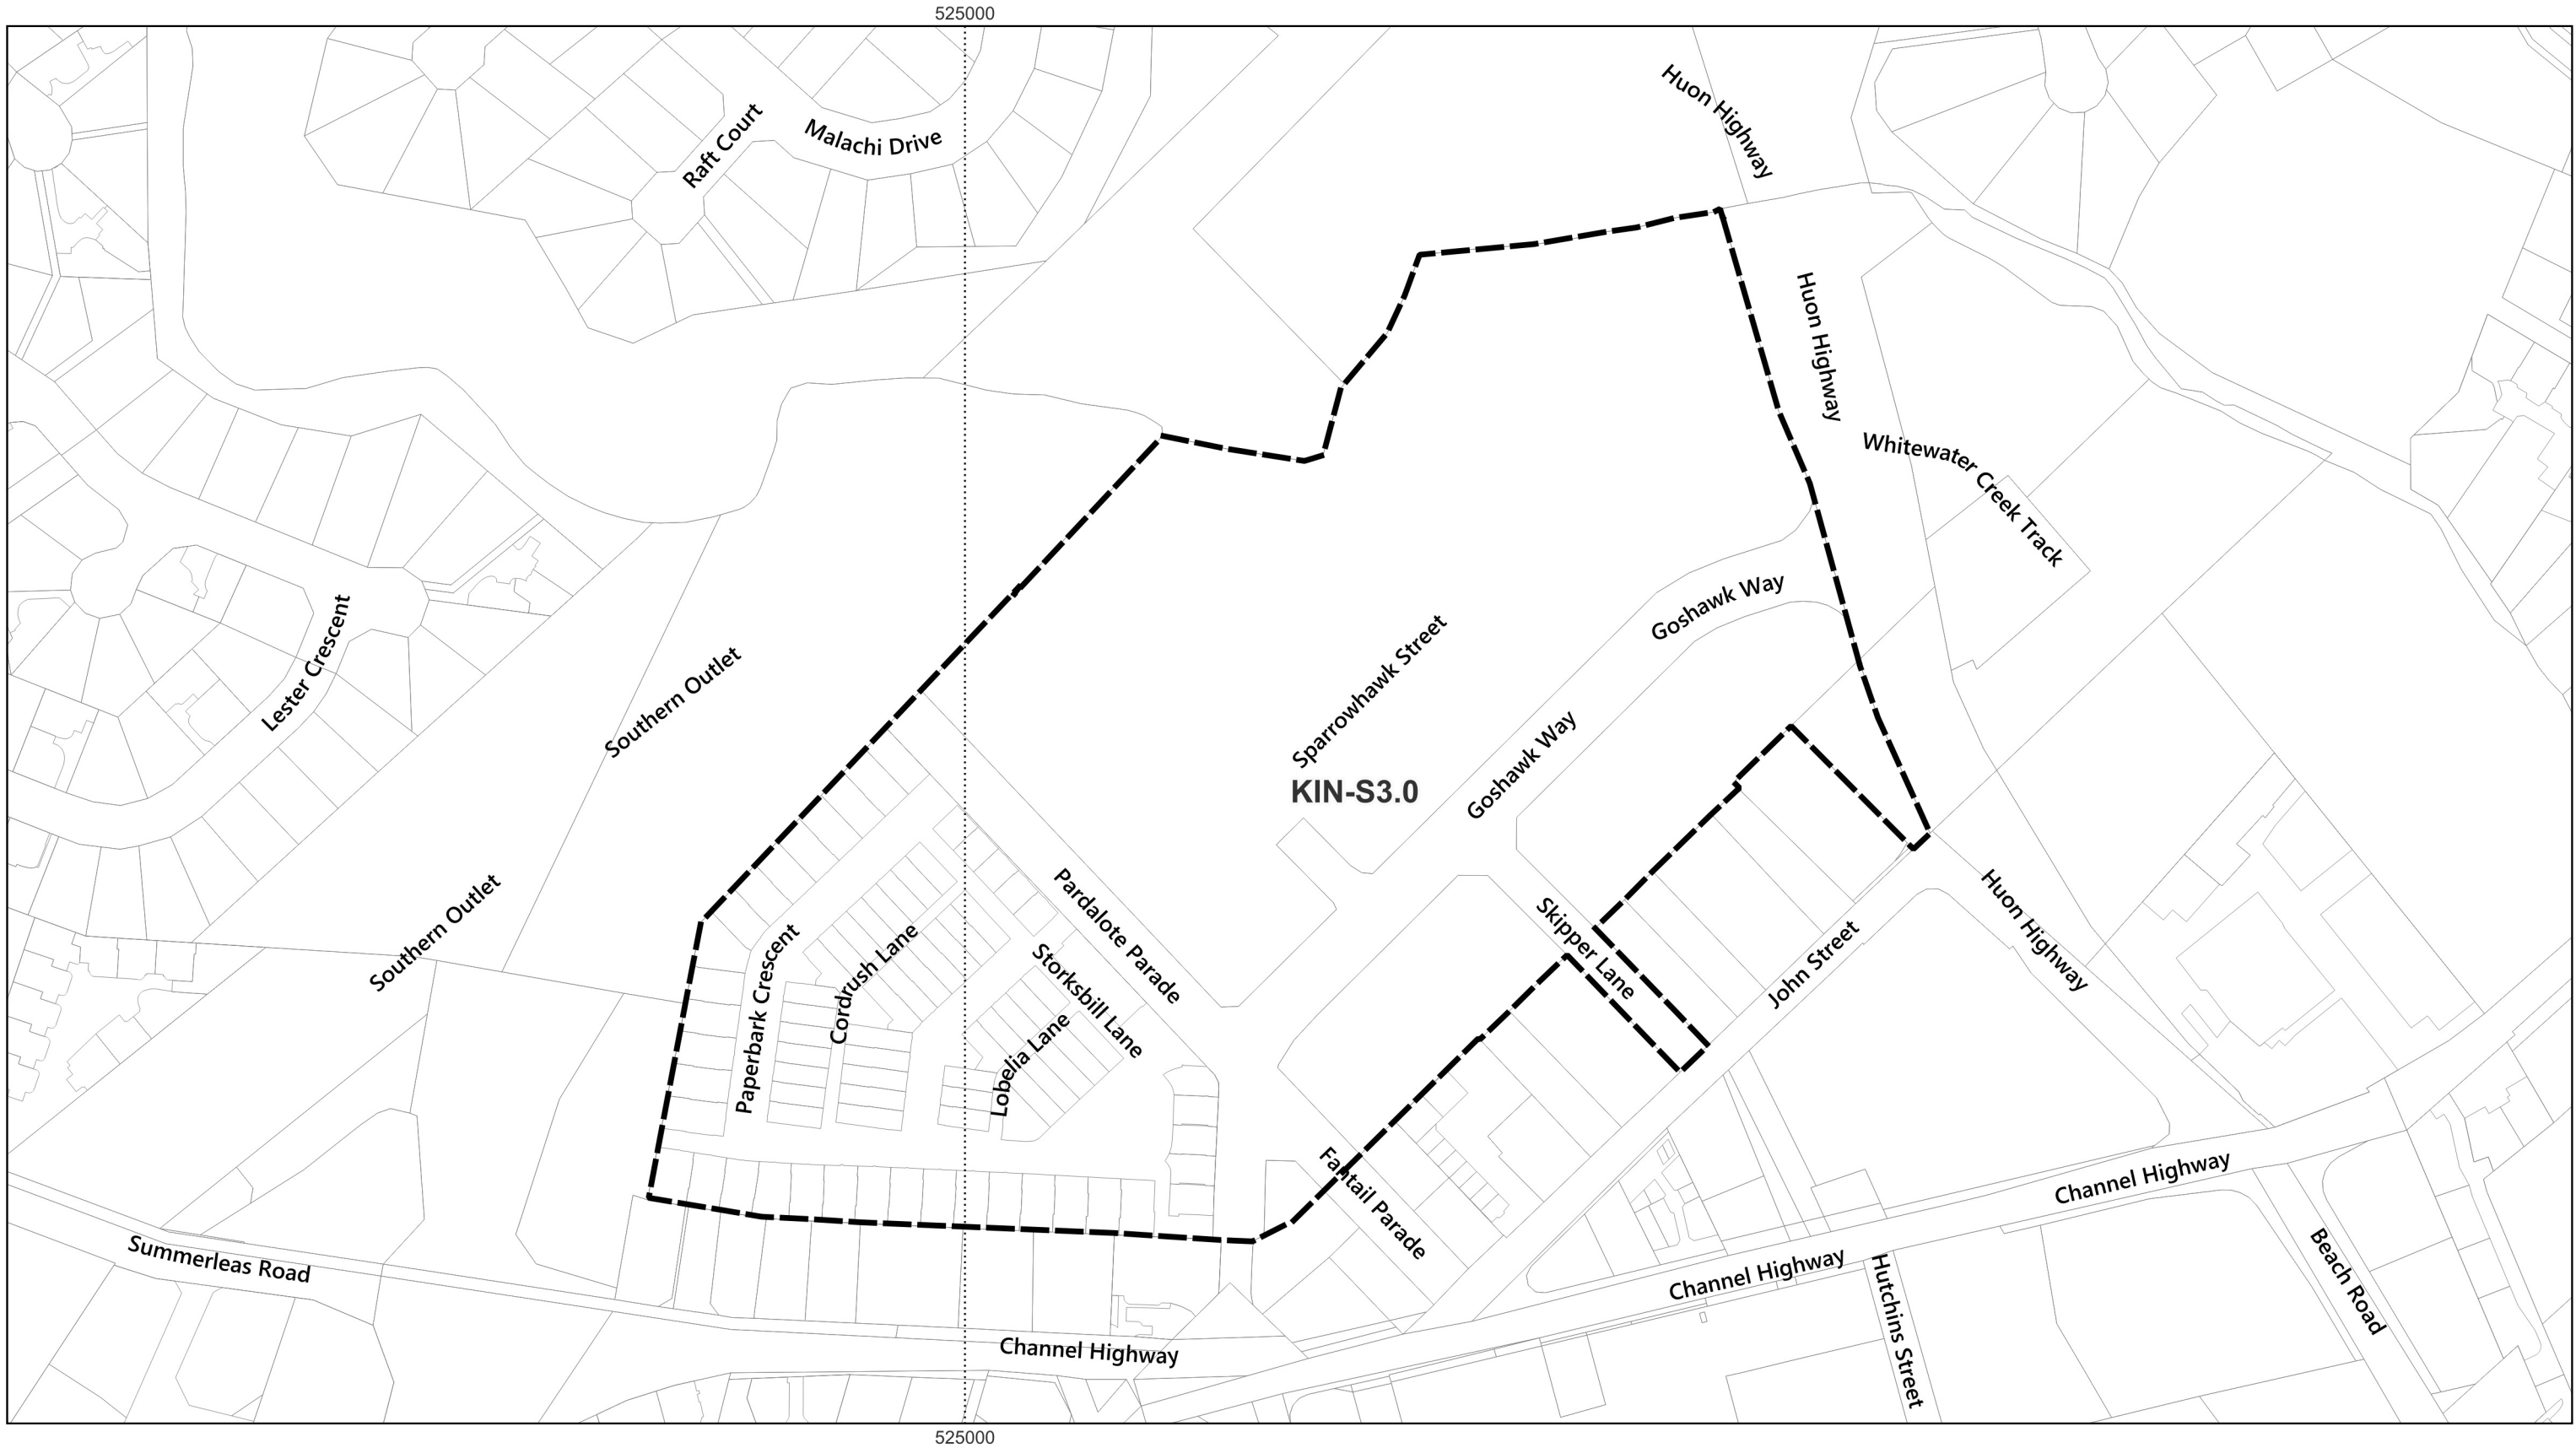 525000
Huon Highway
Raft Court
Malachi Drive
Huon Highway
Whitewater Creek Track
Goshawk Way
Lester Crescent
Southern Outlet
Sparrowhawk Street
Goshawk Way
KIN-S3.0
Southern Outlet
Pardalote Parade
Skipper Lane
Huon Highway
Paperbark Crescent
Cordrush Lane
Storksbill Lane
John Street
Lobelia Lane
Fantail Parade
Channel Highway
Summerleas Road
Channel Highway
Hutchins Street
Beach Road
Channel Highway
525000